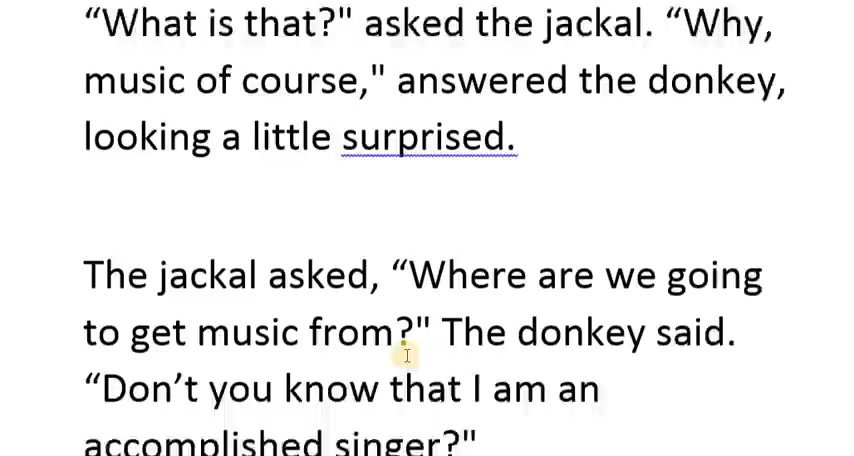 “What is that?" asked the jackal. “Why,
music of course," answered the donkey,
looking a little surprised.
The jackal asked, “Where are we going
to get music from?" The donkey said.
“Don’t you know that I am an
accomplished singer?"